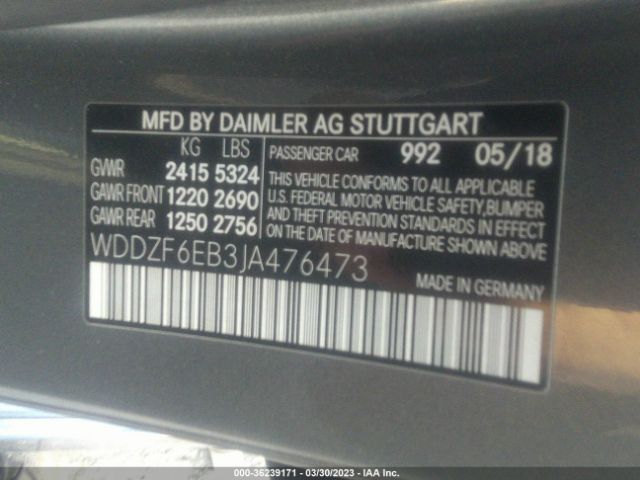 MFD BY DAIMLER AG STUTTGART
KG LBS
GVWR 2415 5324
GAWR FRONT 1220 2690
GAWR REAR 1250 2756
PASSENGER CAR 992 05/18
THIS VEHICLE CONFORMS TO ALL APPLICABLE
U.S. FEDERAL MOTOR VEHICLE SAFETY, BUMPER
AND THEFT PREVENTION STANDARDS IN EFFECT
ON THE DATE OF MANUFACTURE SHOWN ABOVE
WDDZF6EB3JA476473
MADE IN GERMANY
000-36239171 - 03/30/2023 - IAA Inc.